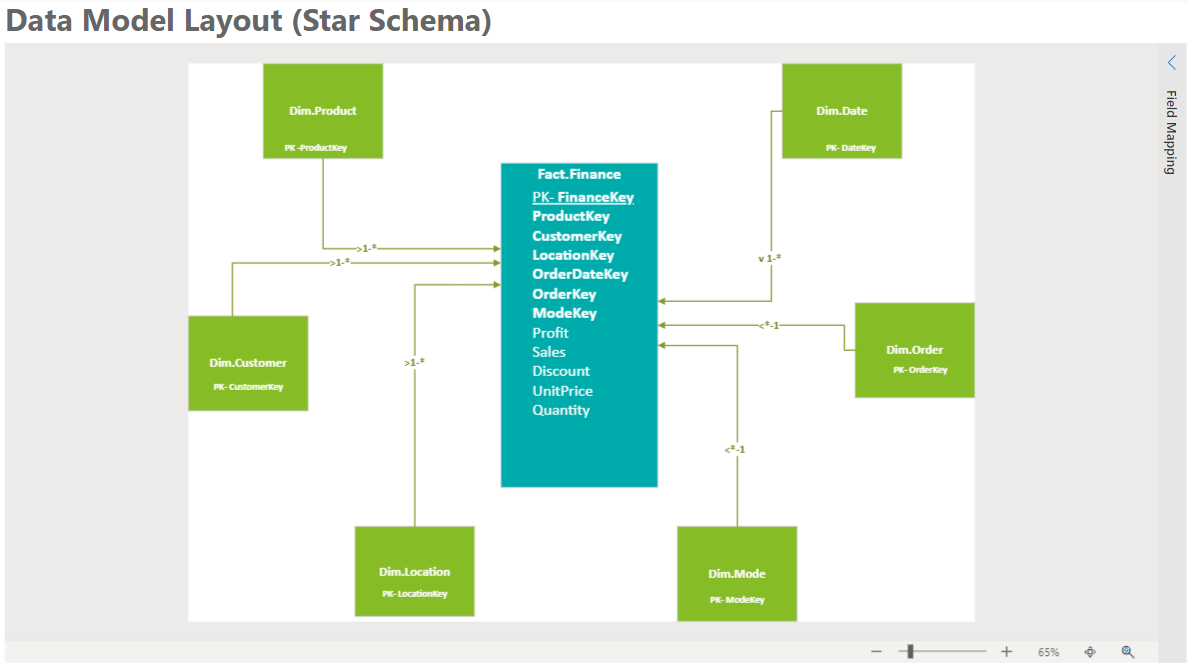 Data Model Layout (Star Schema)
Field Mapping
Dim.Product
PK -ProductKey
Dim.Date
PK- DateKey
Fact.Finance
PK- FinanceKey
ProductKey
CustomerKey
LocationKey
OrderDateKey
OrderKey
ModeKey
Profit
Sales
Discount
UnitPrice
Quantity
>1-*
>1-*
>1-*
v 1-*
<*-1
<*-1
Dim.Customer
PK- CustomerKey
Dim.Order
PK- OrderKey
Dim.Location
PK- LocationKey
Dim.Mode
PK- ModeKey
65%